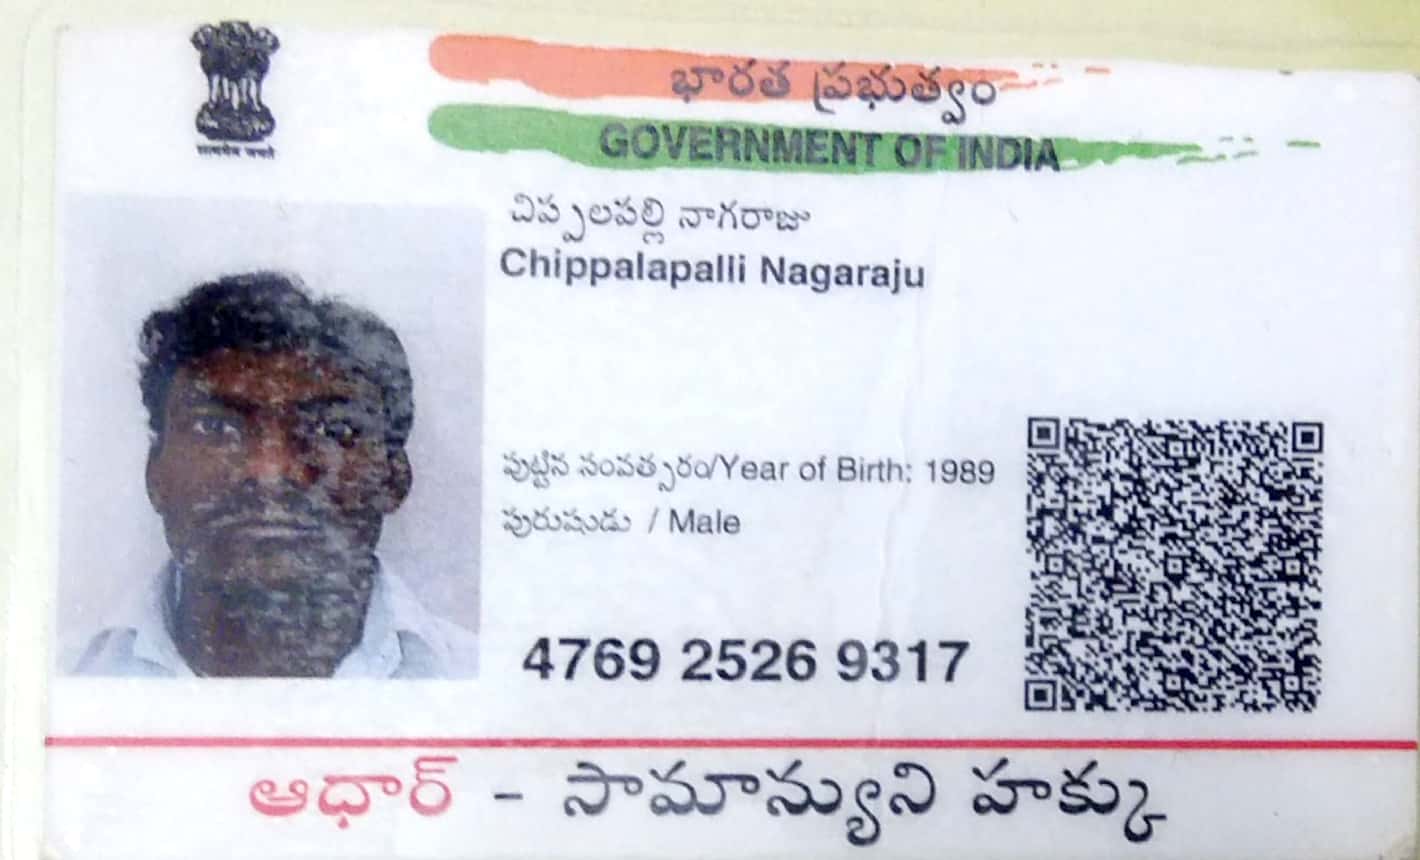 భారత ప్రభుత్వం
GOVERNMENT OF INDIA
सत्यमेव जयते
చిప్పలపల్లి నాగరాజు
Chippalapalli Nagaraju
పుట్టిన సంవత్సరం/Year of Birth: 1989
పురుషుడు / Male
4769 2526 9317
ఆధార్ - సామాన్యుని హక్కు